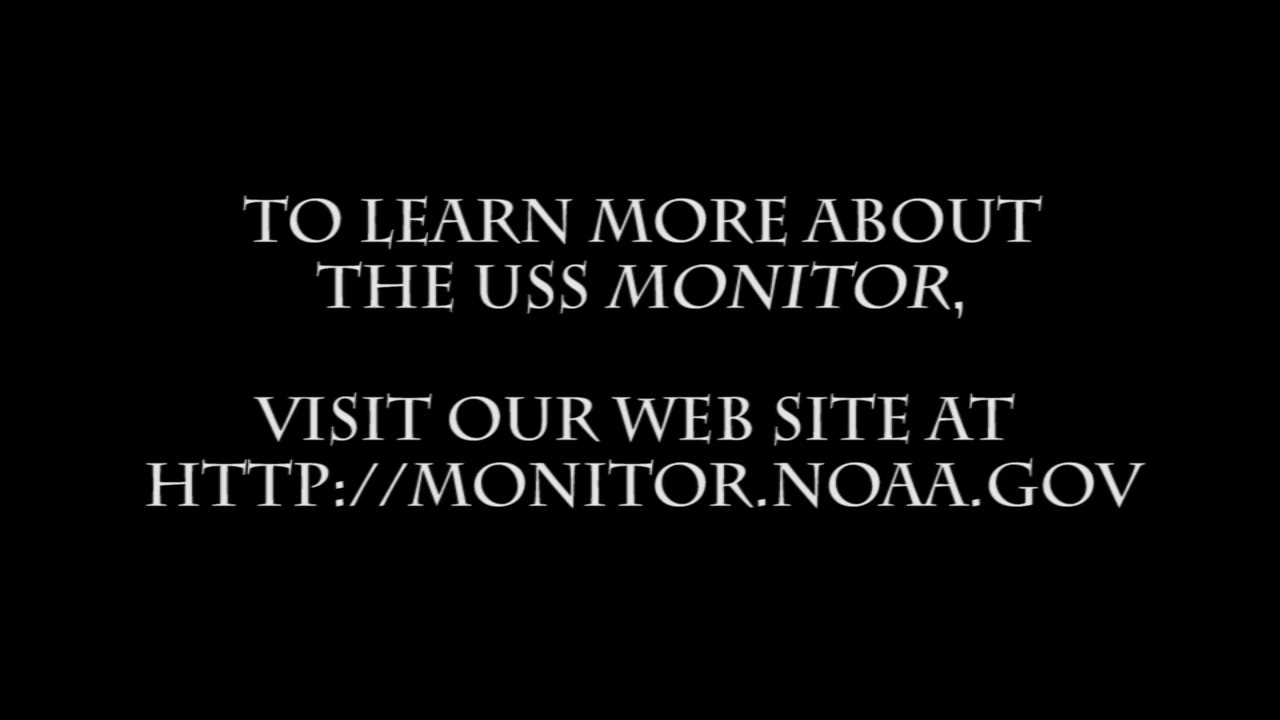 TO LEARN MORE ABOUT
THE USS MONITOR,
VISIT OUR WEB SITE AT
HTTP://MONITOR.NOAA.GOV